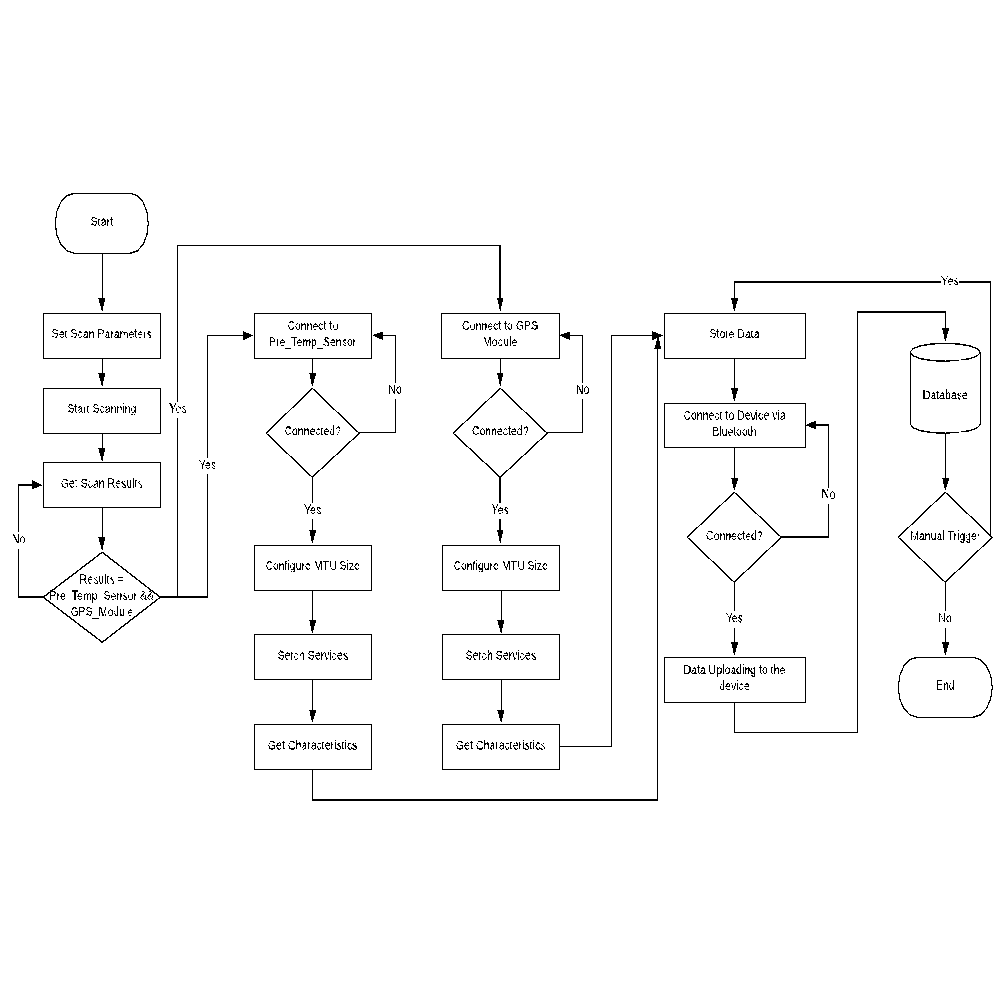 Start
Set Scan Parameters
Start Scanning
Get Scan Results
No
Results =
Pre_Temp_Sensor &&
GPS_Module
Yes
Yes
Connect to
Pre_Temp_Sensor
No
Connected?
Yes
Configure MTU Size
Serch Services
Get Characteristics
Connect to GPS
Module
No
Connected?
Yes
Configure MTU Size
Serch Services
Get Characteristics
Store Data
Connect to Device via
Bluetooth
No
Connected?
Yes
Data Uploading to the
device
Yes
Database
Manual Trigger
No
End